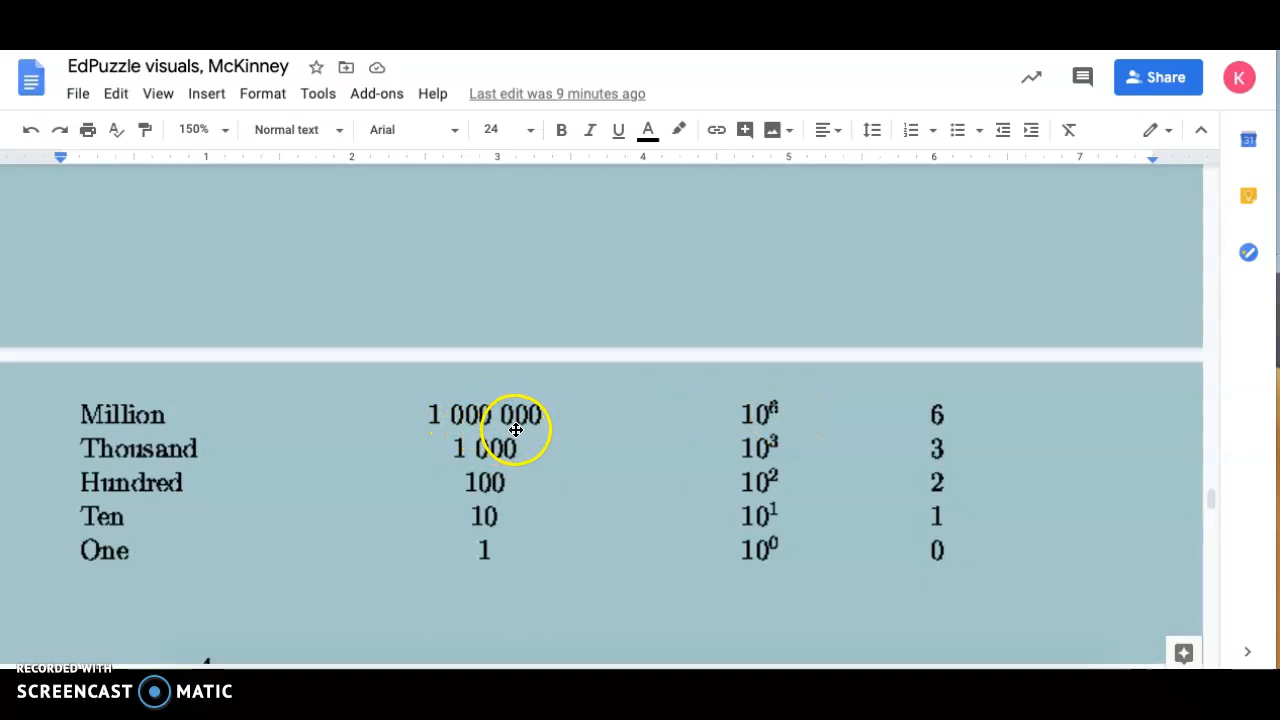 EdPuzzle visuals, McKinney
File Edit View Insert Format Tools Add-ons Help Last edit was 9 minutes ago
Share
K
150% Normal text Arial 24
1 2 3 4 5 6 7
31
Million 1 000 000 10⁶ 6
Thousand 1 000 10³ 3
Hundred 100 10² 2
Ten 10 10¹ 1
One 1 10⁰ 0
RECORDED WITH
SCREENCAST MATIC